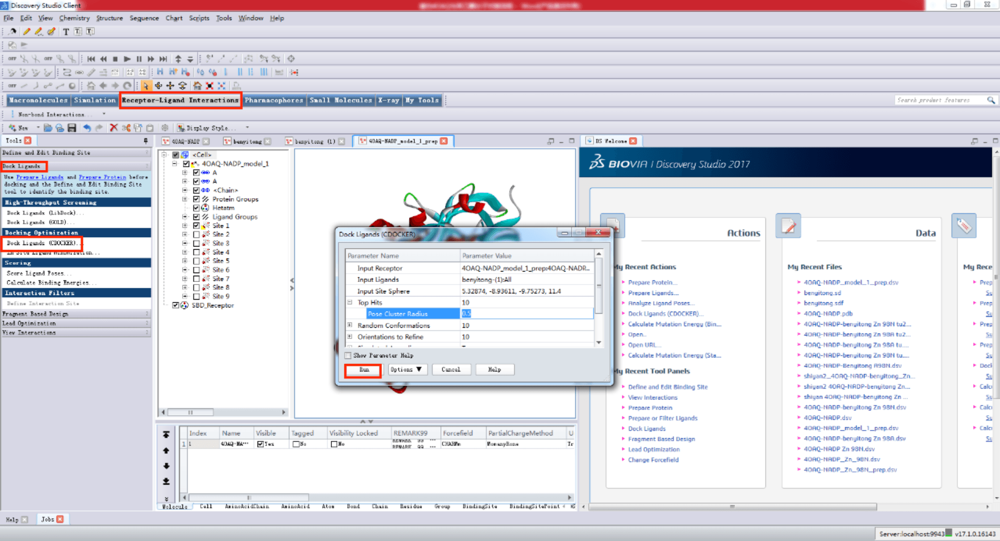 Discovery Studio Client
File Edit View Chemistry Structure Sequence Chart Scripts Tools Window Help
Macromolecules Simulation Receptor-Ligand Interactions Pharmacophores Small Molecules X-ray My Tools
Search product features
Non-bond Interactions...
New Display Style...
Tools
4OAQ-NADP benyitong benyitong (1) 4OAQ-NADP_model_1_prep
DS Welcome
Define and Edit Binding Site
Dock Ligands
Use Prepare Ligands and Prepare Protein before
docking and the Define and Edit Binding Site
tool to identify the binding site.
High-Throughput Screening
Dock Ligands (LibDock)...
Dock Ligands (GOLD)...
Docking Optimization
Dock Ligands (CDOCKER)...
In Situ Ligand Minimization...
Scoring
Score Ligand Poses...
Calculate Binding Energies...
Interaction Filters
Define Interaction Site
Fragment Based Design
Lead Optimization
View Interactions
<Cell>
4OAQ-NADP_model_1
A
A
<Chain>
Protein Groups
Hetatm
Ligand Groups
Site 1
Site 2
Site 3
Site 4
Site 5
Site 6
Site 7
Site 8
Site 9
SBD_Receptor
Dock Ligands (CDOCKER)
Parameter Name Parameter Value
Input Receptor 4OAQ-NADP_model_1_prep:4OAQ-NADP...
Input Ligands benyitong-(1):All
Input Site Sphere 5.32874, -8.93611, -9.75273, 11.4
Top Hits 10
Pose Cluster Radius 0.5
Random Conformations 10
Orientations to Refine 10
Show Parameter Help
Run Options ▼ Cancel Help
DS BIOVIA | Discovery Studio 2017
Actions
My Recent Actions
Prepare Protein...
Prepare Ligands...
Analyze Ligand Poses...
Dock Ligands (CDOCKER)...
Calculate Mutation Energy (Bin...
Open...
Open URL...
Calculate Mutation Energy (Sta...
My Recent Tool Panels
Define and Edit Binding Site
View Interactions
Prepare Protein
Prepare or Filter Ligands
Dock Ligands
Fragment Based Design
Lead Optimization
Change Forcefield
Data
My Recent Files
4OAQ-NADP_model_1_prep.dsv
benyitong.sd
benyitong.sdf
4OAQ-NADP.pdb
4OAQ-NADP-benyitong Zn 98N tu2...
4OAQ-NADP-benyitong Zn 98A tu2...
4OAQ-NADP-benyitong Zn 98A tu....
4OAQ-NADP-benyitong Zn 98N tu....
4OAQ-NADP-Benyitong A98N.dsv
shiyan2_4OAQ-NADP-benyitong_Zn...
shiyan2 4OAQ-NADP-benyitong Zn...
shiyan 4OAQ-NADP-benyitong Zn ...
4OAQ-NADP-benyitong Zn 98N.dsv
4OAQ-NADP.dsv
4OAQ-NADP_model_1_prep.dsv
4OAQ-NADP-benyitong Zn 98A.dsv
4OAQ-NADP Zn 98N.dsv
4OAQ-NADP_Zn_98N.dsv
4OAQ-NADP_Zn_98N_prep.dsv
My Rece
Prep
Su
Prep
Su
Prep
Su
Prep
Su
Dock
Su
Calcu
Su
Calcu
Su
Calcu
Su
Index Name Visible Tagged Visibility Locked REMARK99 Forcefield PartialChargeMethod U
1 1 4OAQ-NA... Yes No No REMARK 99 ... CHARMm MomanyRone Tr
REMARK 99 ...
Molecule Cell AminoAcidChain AminoAcid Atom Bond Chain Residue Group BindingSite BindingSitePoint
Help Jobs
Server:localhost:9943 v17.1.0.16143